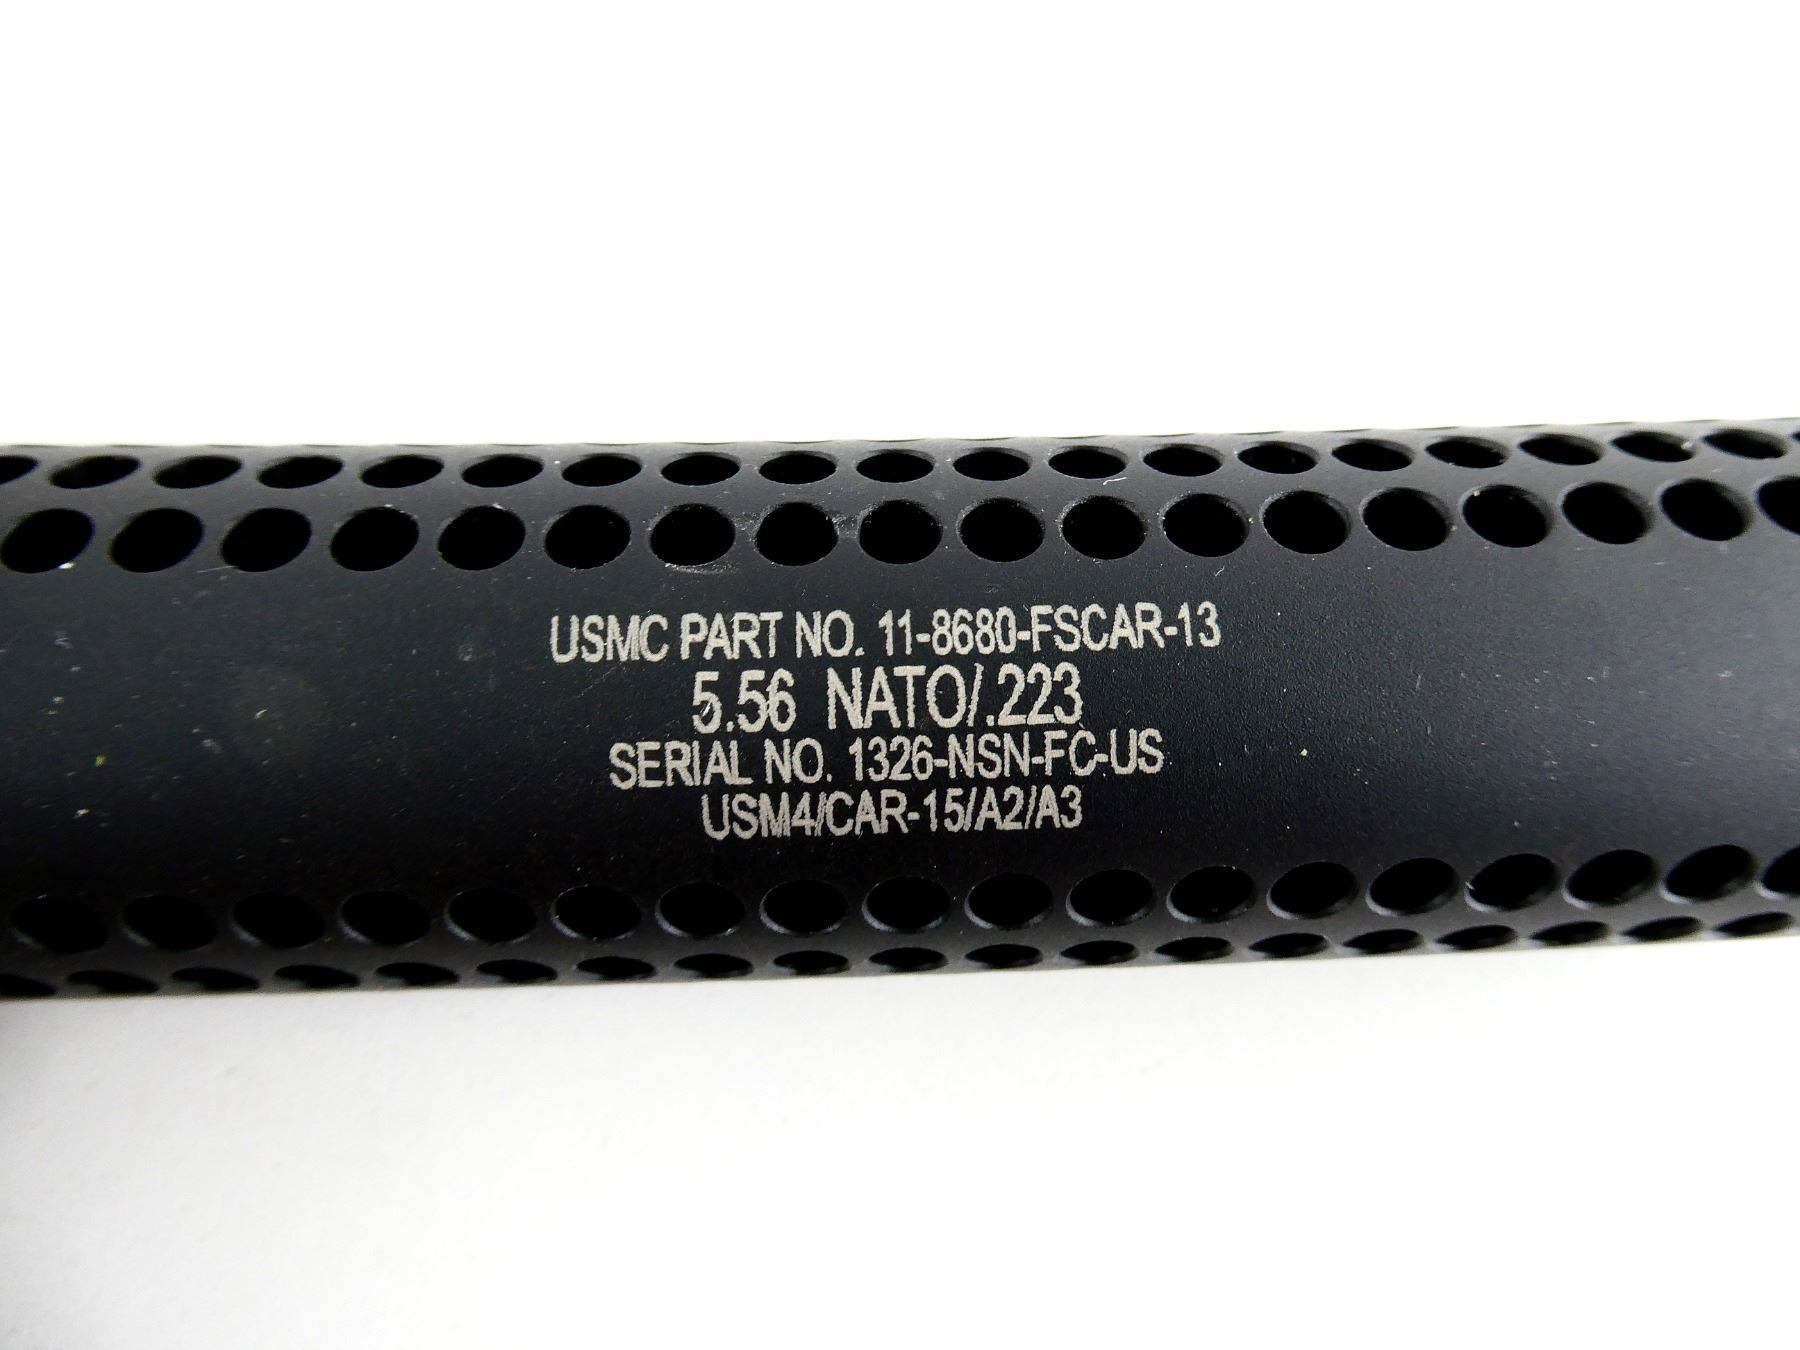 USMC PART NO. 11-8680-FSCAR-13
5.56 NATO/.223
SERIAL NO. 1326-NSN-FC-US
USM4/CAR-15/A2/A3